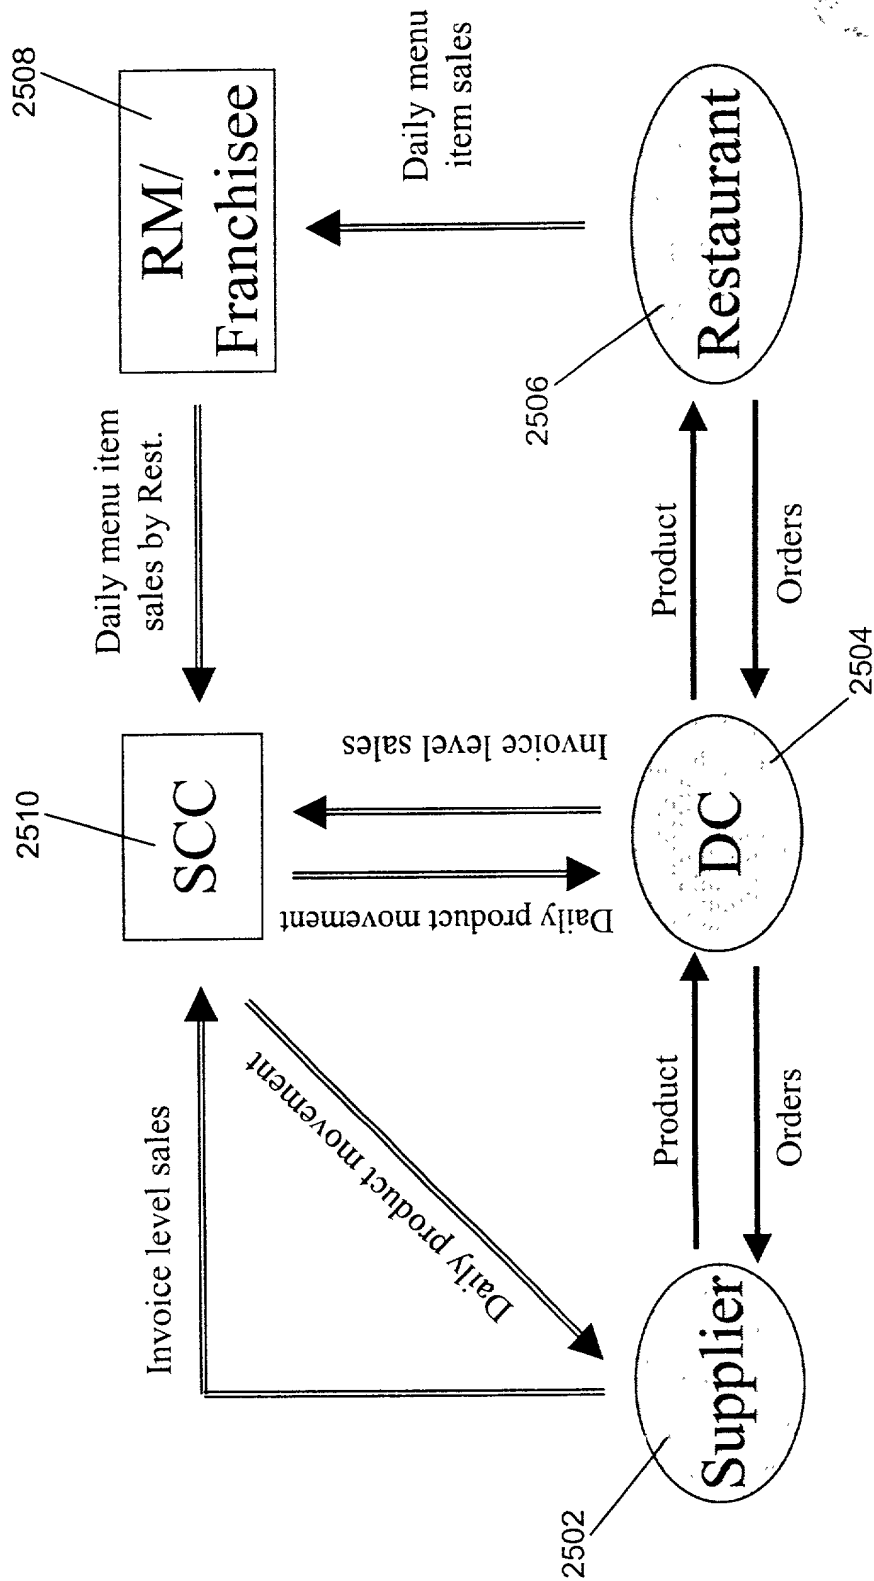 2510
2508
SCC
RM/
Franchisee
Invoice level sales
Daily menu item
sales by Rest.
Daily product movement
Daily product movement
Invoice level sales
Daily menu
item sales
2502
2506
Supplier
Product
Orders
DC
2504
Product
Orders
Restaurant